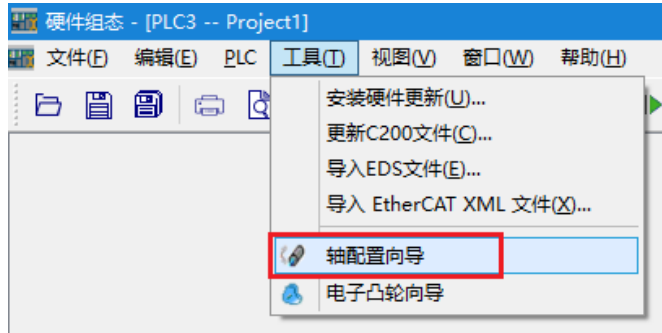 硬件组态 - [PLC3 -- Project1]
文件(F) 编辑(E) PLC 工具(T) 视图(V) 窗口(W) 帮助(H)
安装硬件更新(U)...
更新C200文件(C)...
导入EDS文件(E)...
导入 EtherCAT XML 文件(X)...
轴配置向导
电子凸轮向导